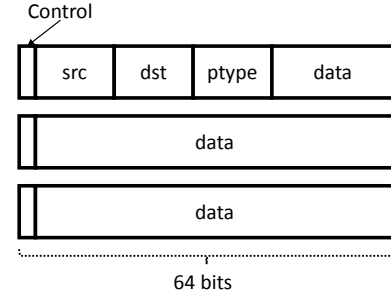 Control
src dst ptype data
data
data
64 bits